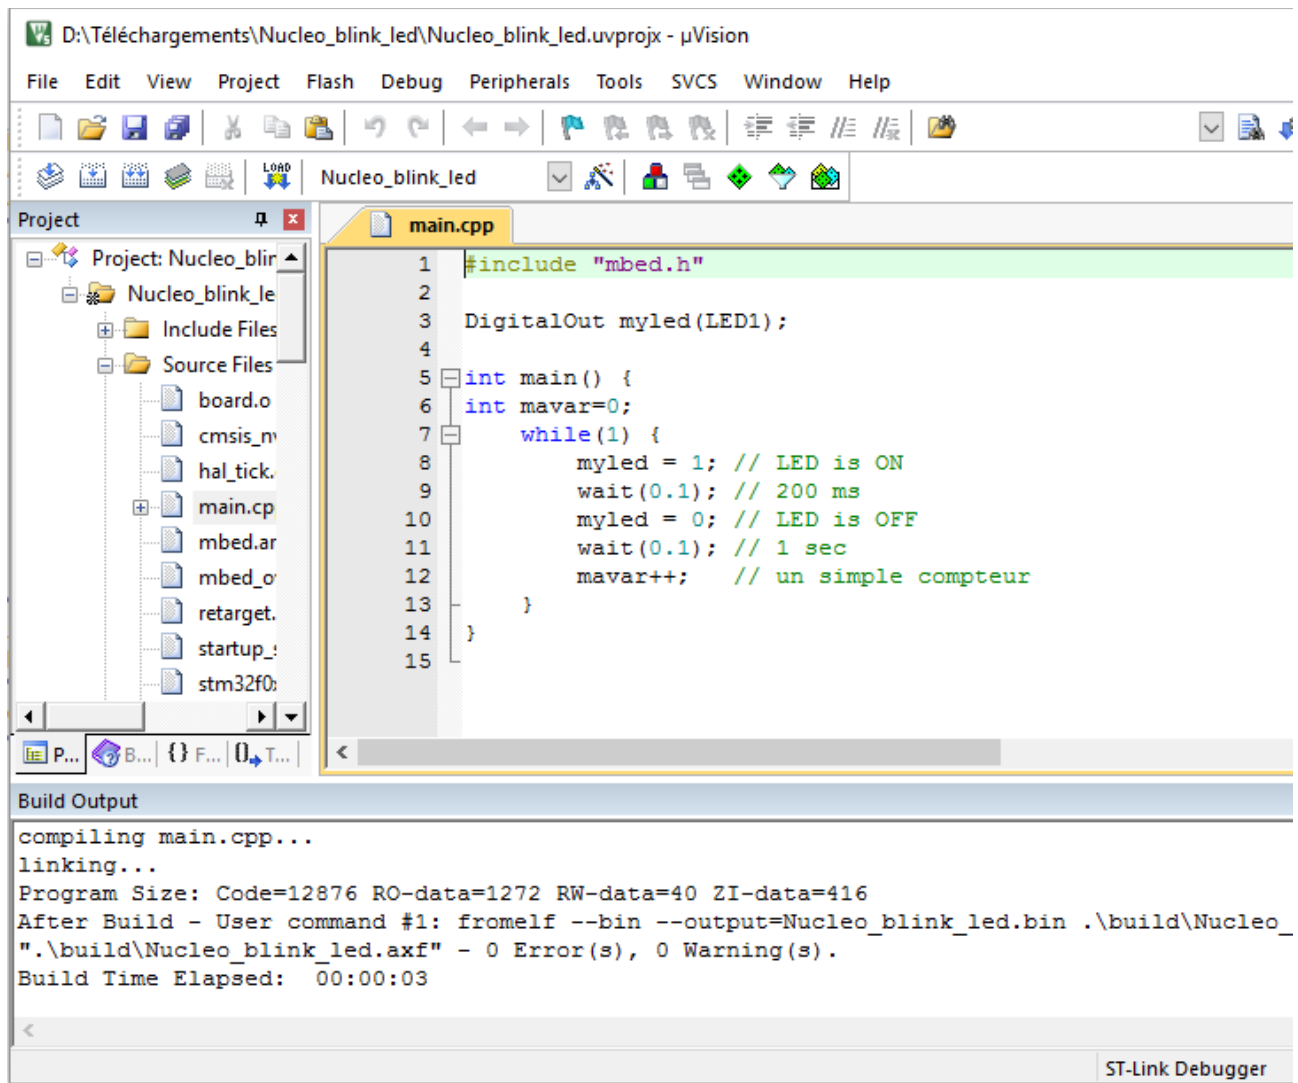 D:\Téléchargements\Nucleo_blink_led\Nucleo_blink_led.uvprojx - µVision
File Edit View Project Flash Debug Peripherals Tools SVCS Window Help
LOAD
Nucleo_blink_led
Project
Project: Nucleo_blin
Nucleo_blink_le
Include Files
Source Files
board.o
cmsis_n
hal_tick.
main.cp
mbed.ar
mbed_o
retarget.
startup_s
stm32f0x
P... B... {} F... T...
main.cpp
1 #include "mbed.h"
2
3 DigitalOut myled(LED1);
4
5 int main() {
6 int mavar=0;
7 while(1) {
8 myled = 1; // LED is ON
9 wait(0.1); // 200 ms
10 myled = 0; // LED is OFF
11 wait(0.1); // 1 sec
12 mavar++; // un simple compteur
13 }
14 }
15
Build Output
compiling main.cpp...
linking...
Program Size: Code=12876 RO-data=1272 RW-data=40 ZI-data=416
After Build - User command #1: fromelf --bin --output=Nucleo_blink_led.bin .\build\Nucleo_
".\build\Nucleo_blink_led.axf" - 0 Error(s), 0 Warning(s).
Build Time Elapsed: 00:00:03
ST-Link Debugger